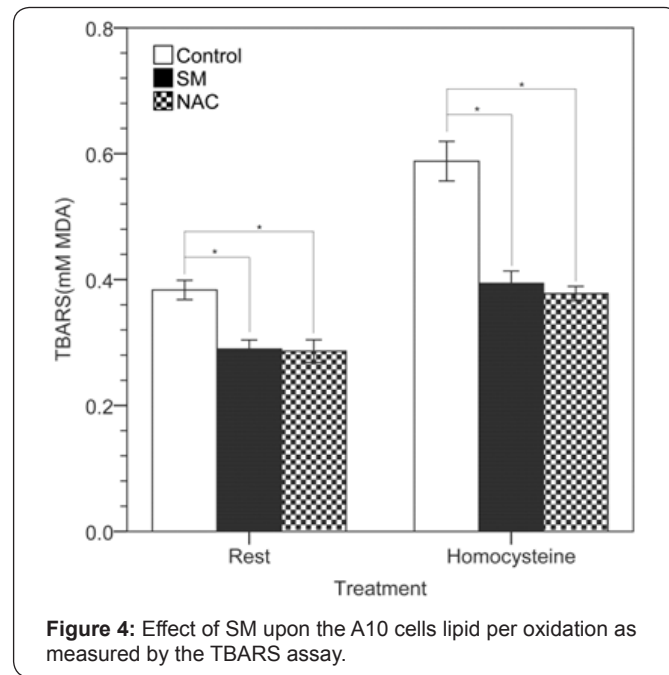 0.8
Control
SM
NAC
*
*
0.6
*
*
0.4
0.2
0.0
TBARS(mM MDA)
Rest
Homocysteine
Treatment
Figure 4: Effect of SM upon the A10 cells lipid per oxidation as
measured by the TBARS assay.